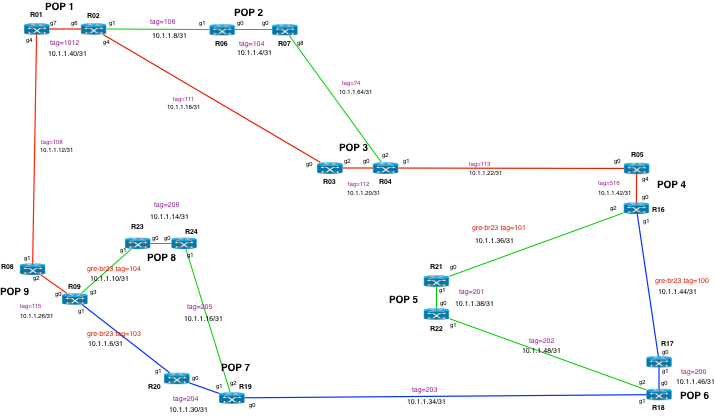 POP 1
R01
R02
g7
g6
g1
tag=106
g4
tag=1012
g4
10.1.1.8/31
10.1.1.40/31
POP 2
g1
g0
g0
R06
tag=104
R07
g8
10.1.1.4/31
tag=74
10.1.1.64/31
tag=111
10.1.1.18/31
tag=108
10.1.1.12/31
POP 3
g2
g0
g2
g0
g1
R03
tag=112
R04
10.1.1.20/31
tag=113
10.1.1.22/31
R05
g0
g4
POP 4
tag=516
10.1.1.42/31
g0
g2
R16
g1
tag=206
10.1.1.14/31
R23
g0
g0
R24
g1
g1
POP 8
gre-br23 tag=104
10.1.1.10/31
gre-br23 tag=101
10.1.1.36/31
gre-br23 tag=100
10.1.1.44/31
R08
g1
g2
POP 9
R09
g0
g3
g1
tag=115
10.1.1.26/31
gre-br23 tag=103
10.1.1.6/31
tag=205
10.1.1.16/31
R21
g0
g1
tag=201
10.1.1.38/31
POP 5
g0
R22
g1
tag=202
10.1.1.48/31
R17
g0
g1
tag=200
10.1.1.46/31
POP 7
g1
g0
R20
g2
R19
g1
g0
tag=204
10.1.1.30/31
tag=203
10.1.1.34/31
g2
g0
g1
R18
POP 6